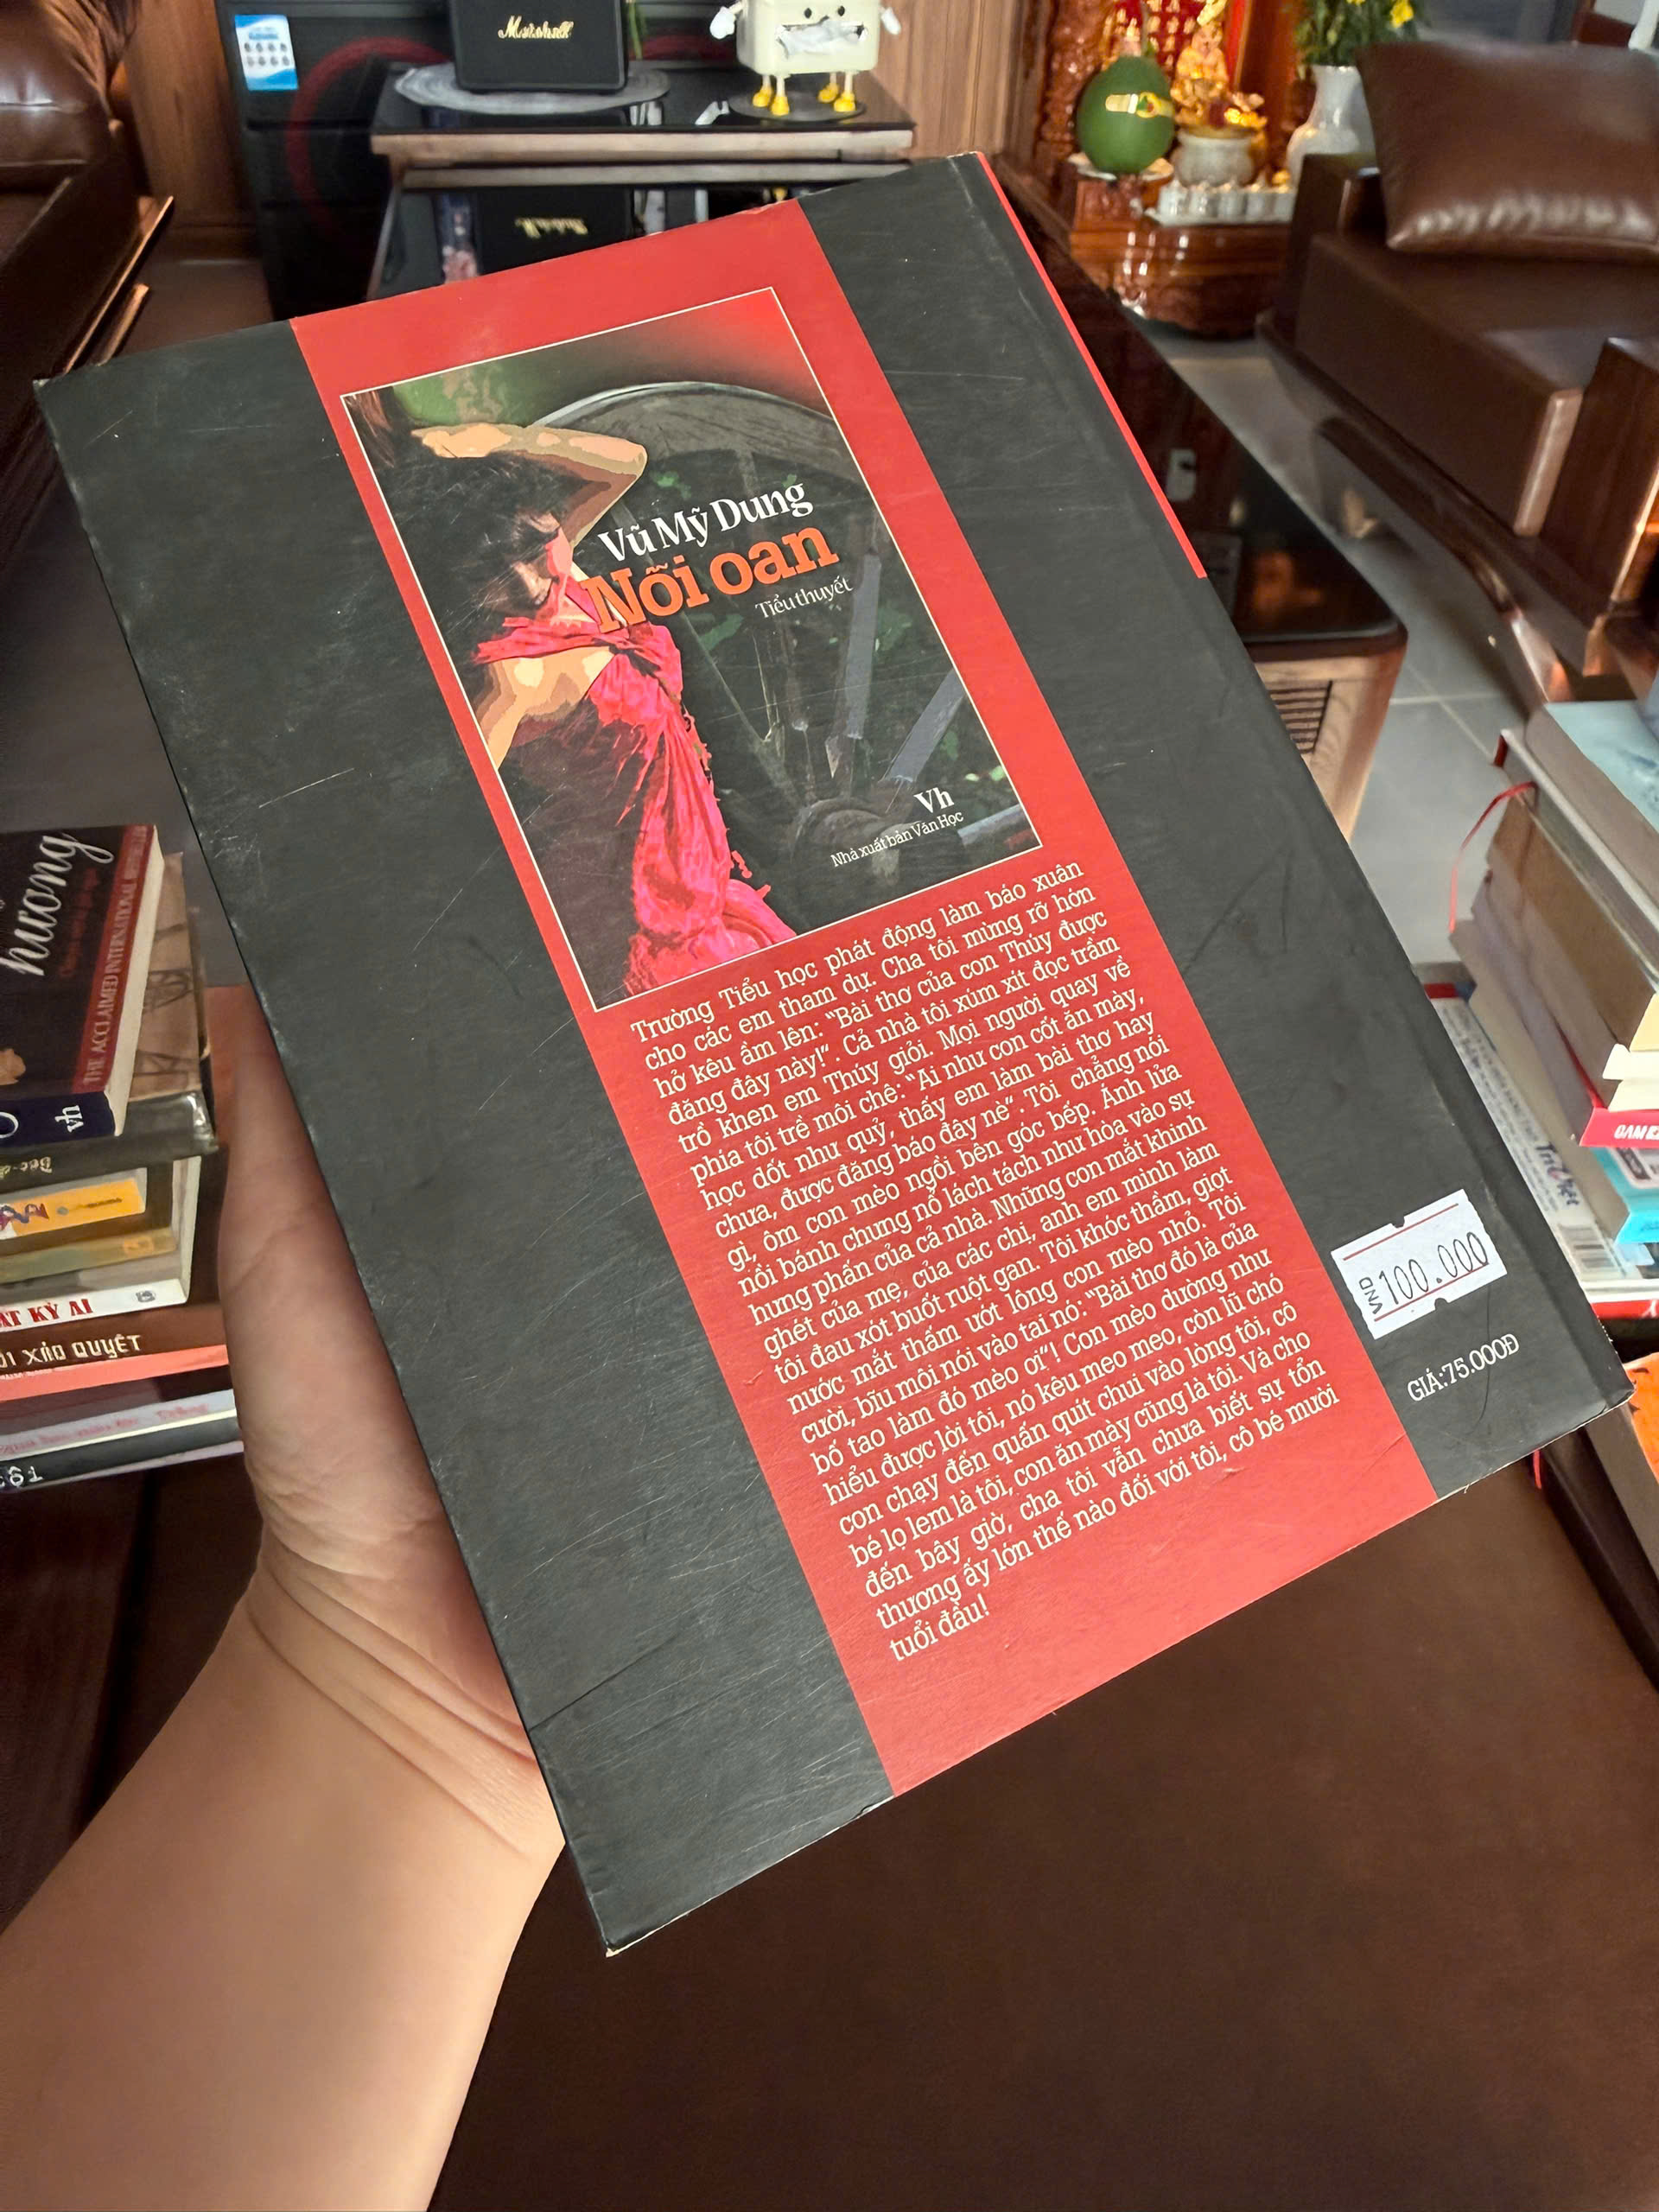 Marshall
Vũ Mỹ Dung
Nỗi oan
Tiểu thuyết
Vh
Nhà xuất bản Văn Học
Trường Tiểu học phát động làm báo xuân
cho các em tham dự. Cha tôi mừng rỡ hớn
hở kêu ầm lên: "Bài thơ của con Thúy được
đăng đây này!". Cả nhà tôi xúm xít đọc trầm
trồ khen em Thúy giỏi. Mọi người quay về
phía tôi trề môi chê: "Ai như con cốt ăn mày,
học dốt như quỷ, thấy em làm bài thơ hay
chưa, được đăng báo đây nè". Tôi chẳng nói
gì, ôm con mèo ngồi bên góc bếp. Ánh lửa
nồi bánh chưng nổ lách tách như hòa vào sự
hưng phấn của cả nhà. Những con mắt khinh
ghét của mẹ, của các chị, anh em mình làm
tôi đau xót buốt ruột gan. Tôi khóc thầm, giọt
nước mắt thấm ướt lông con mèo nhỏ. Tôi
cười, bĩu môi nói vào tai nó: "Bài thơ đó là của
bố tao làm đó mèo ơi"! Con mèo dường như
hiểu được lời tôi, nó kêu meo meo, còn lũ chó
con chạy đến quấn quít chui vào lòng tôi, cô
bé lọ lem là tôi, con ăn mày cũng là tôi. Và cho
đến bây giờ, cha tôi vẫn chưa biết sự tổn
thương ấy lớn thế nào đối với tôi, cô bé mười
tuổi đầu!
VND 100.000
GIÁ: 75.000Đ
hương
THE ACCLAIMED INTERNATIONAL
vh
ẬT KỲ AI
ỜI XẢO QUYỆT